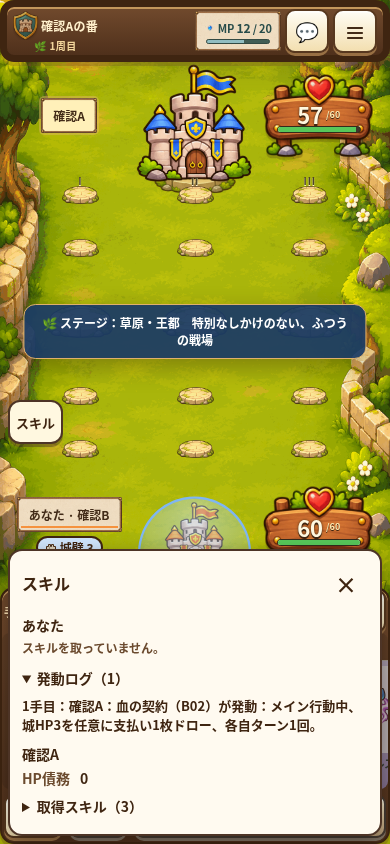 確認Aの番
🌿 1周目
MP 12 / 20
💬
☰
確認A
57 /60
I
II
III
🌿 ステージ：草原・王都　特別なしかけのない、ふつう
の戦場
スキル
あなた · 確認B
60 /60
スキル
×
あなた
スキルを取っていません。
▼ 発動ログ（1）
1手目：確認A：血の契約（B02）が発動：メイン行動中、
城HP3を任意に支払い1枚ドロー、各自ターン1回。
確認A
HP債務 0
▶ 取得スキル（3）